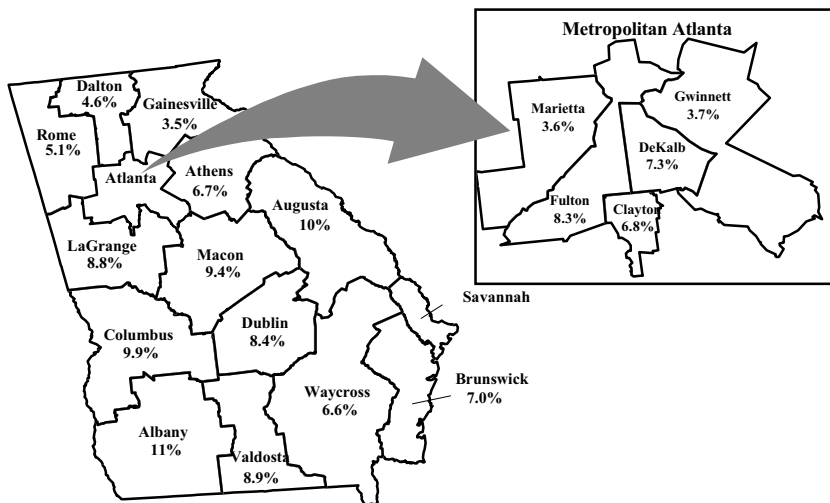 Metropolitan Atlanta
Dalton
4.6%
Gainesville
3.5%
Rome
5.1%
Atlanta
Athens
6.7%
Augusta
10%
LaGrange
8.8%
Macon
9.4%
Columbus
9.9%
Dublin
8.4%
Savannah
Waycross
6.6%
Brunswick
7.0%
Albany
11%
Valdosta
8.9%
Marietta
3.6%
Gwinnett
3.7%
DeKalb
7.3%
Fulton
8.3%
Clayton
6.8%